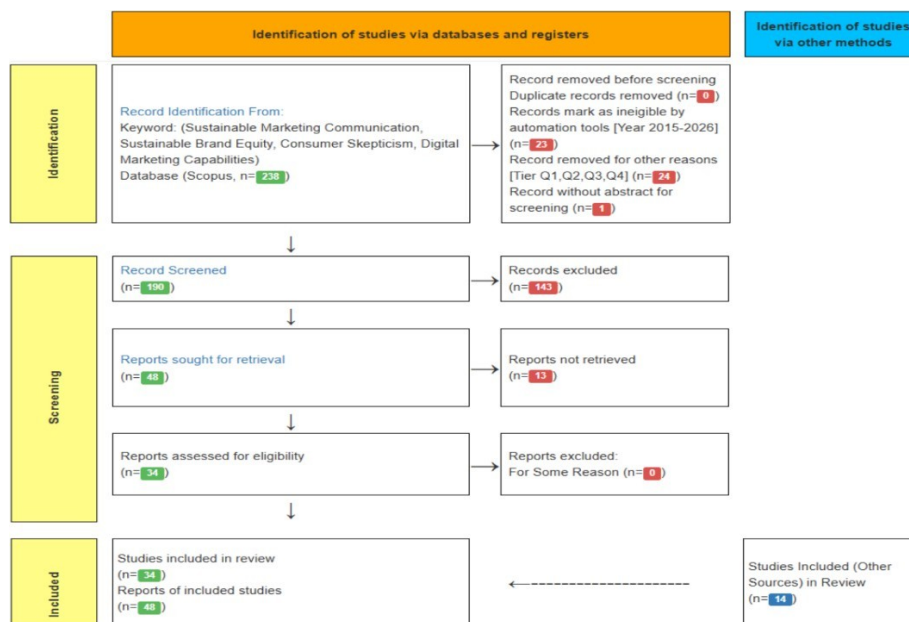 Identification of studies via databases and registers
Identification of studies
via other methods
Identification
Record Identification From:
Keyword: (Sustainable Marketing Communication,
Sustainable Brand Equity, Consumer Skepticism, Digital
Marketing Capabilities)
Database (Scopus, n= 238)
Record removed before screening
Duplicate records removed (n= 0)
Records mark as ineigible by
automation tools [Year 2015-2026]
(n= 23)
Record removed for other reasons
[Tier Q1,Q2,Q3,Q4] (n= 24)
Record without abstract for
screening (n= 1)
Screening
Record Screened
(n= 190)
Records excluded
(n= 143)
Reports sought for retrieval
(n= 48)
Reports not retrieved
(n= 13)
Reports assessed for eligibility
(n= 34)
Reports excluded:
For Some Reason (n= 0)
Included
Studies included in review
(n= 34)
Reports of included studies
(n= 48)
Studies Included (Other
Sources) in Review
(n= 14)